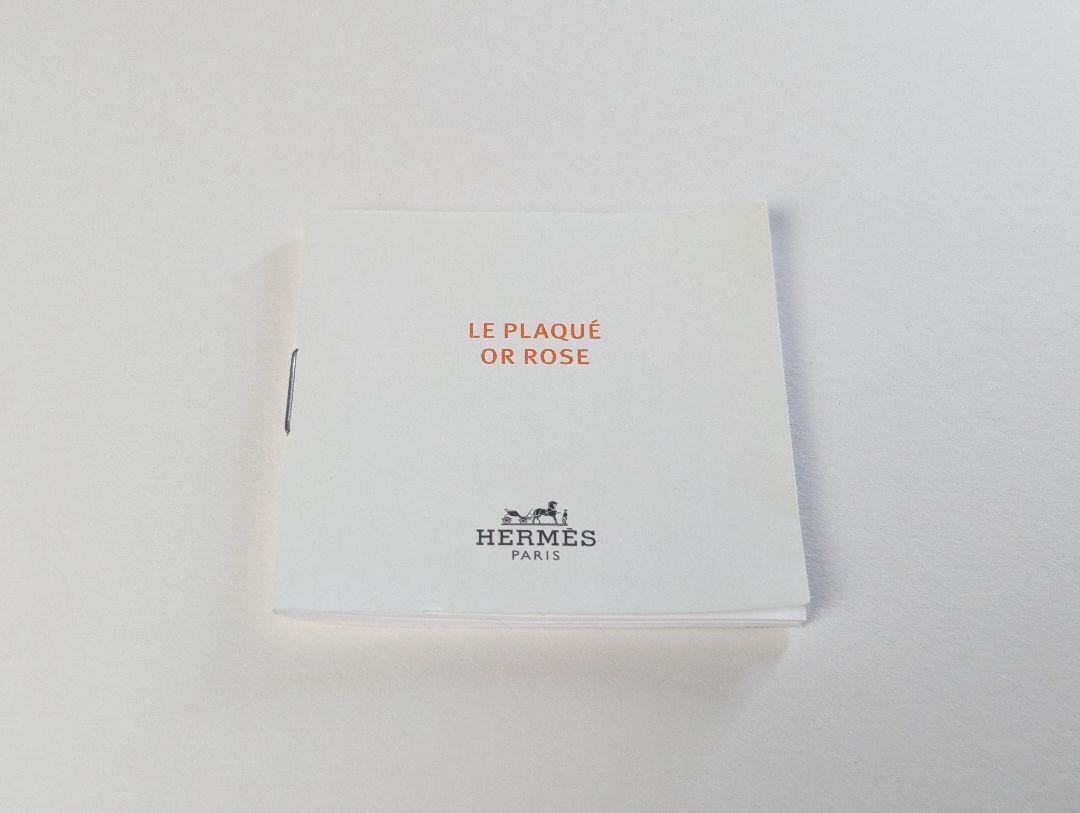 LE PLAQUÉ
OR ROSE
HERMÈS
PARIS